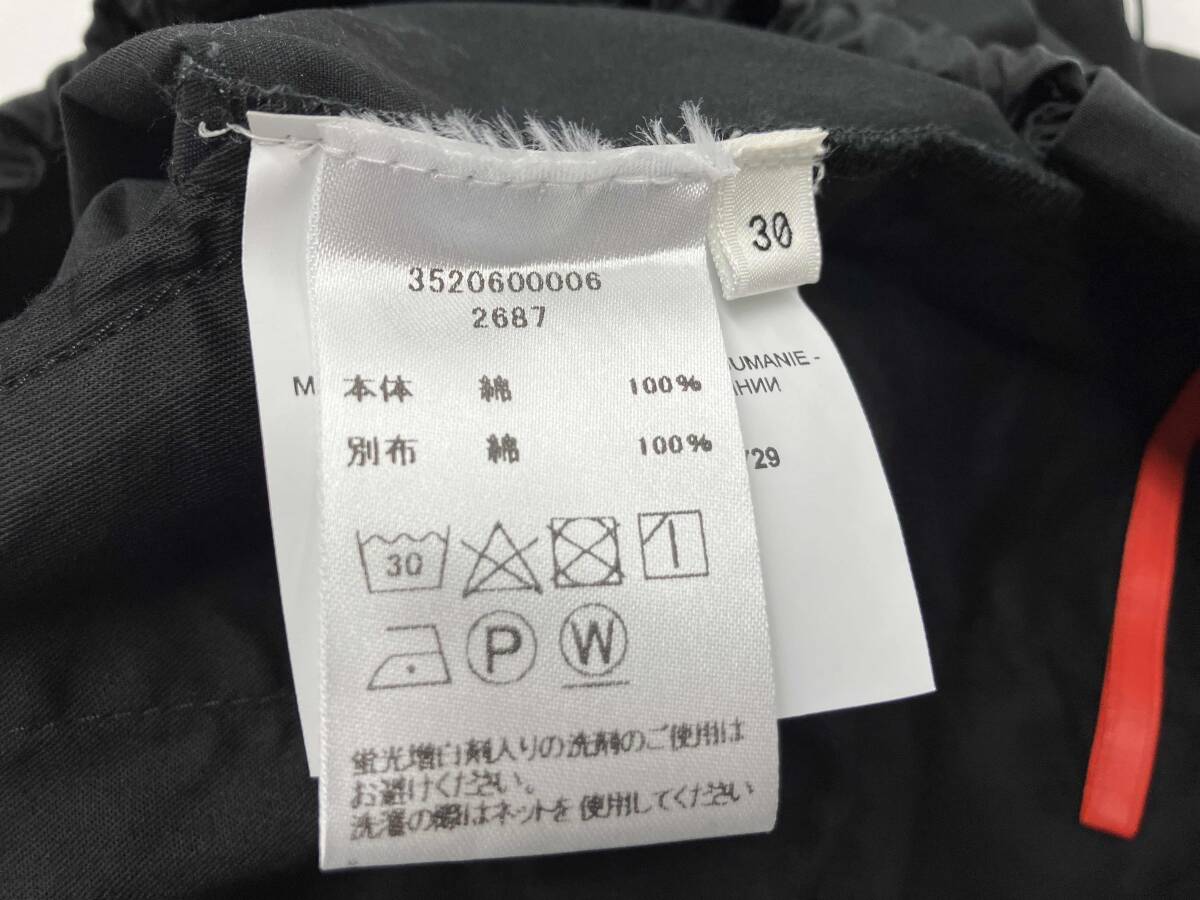 30
3520600006
2687
本体 綿 100%
別布 綿 100%
M
UMANIE -
АНИИ
729
30
P
W
蛍光増白剤入りの洗剤のご使用は
お避けください。
洗濯の際はネットを使用してください